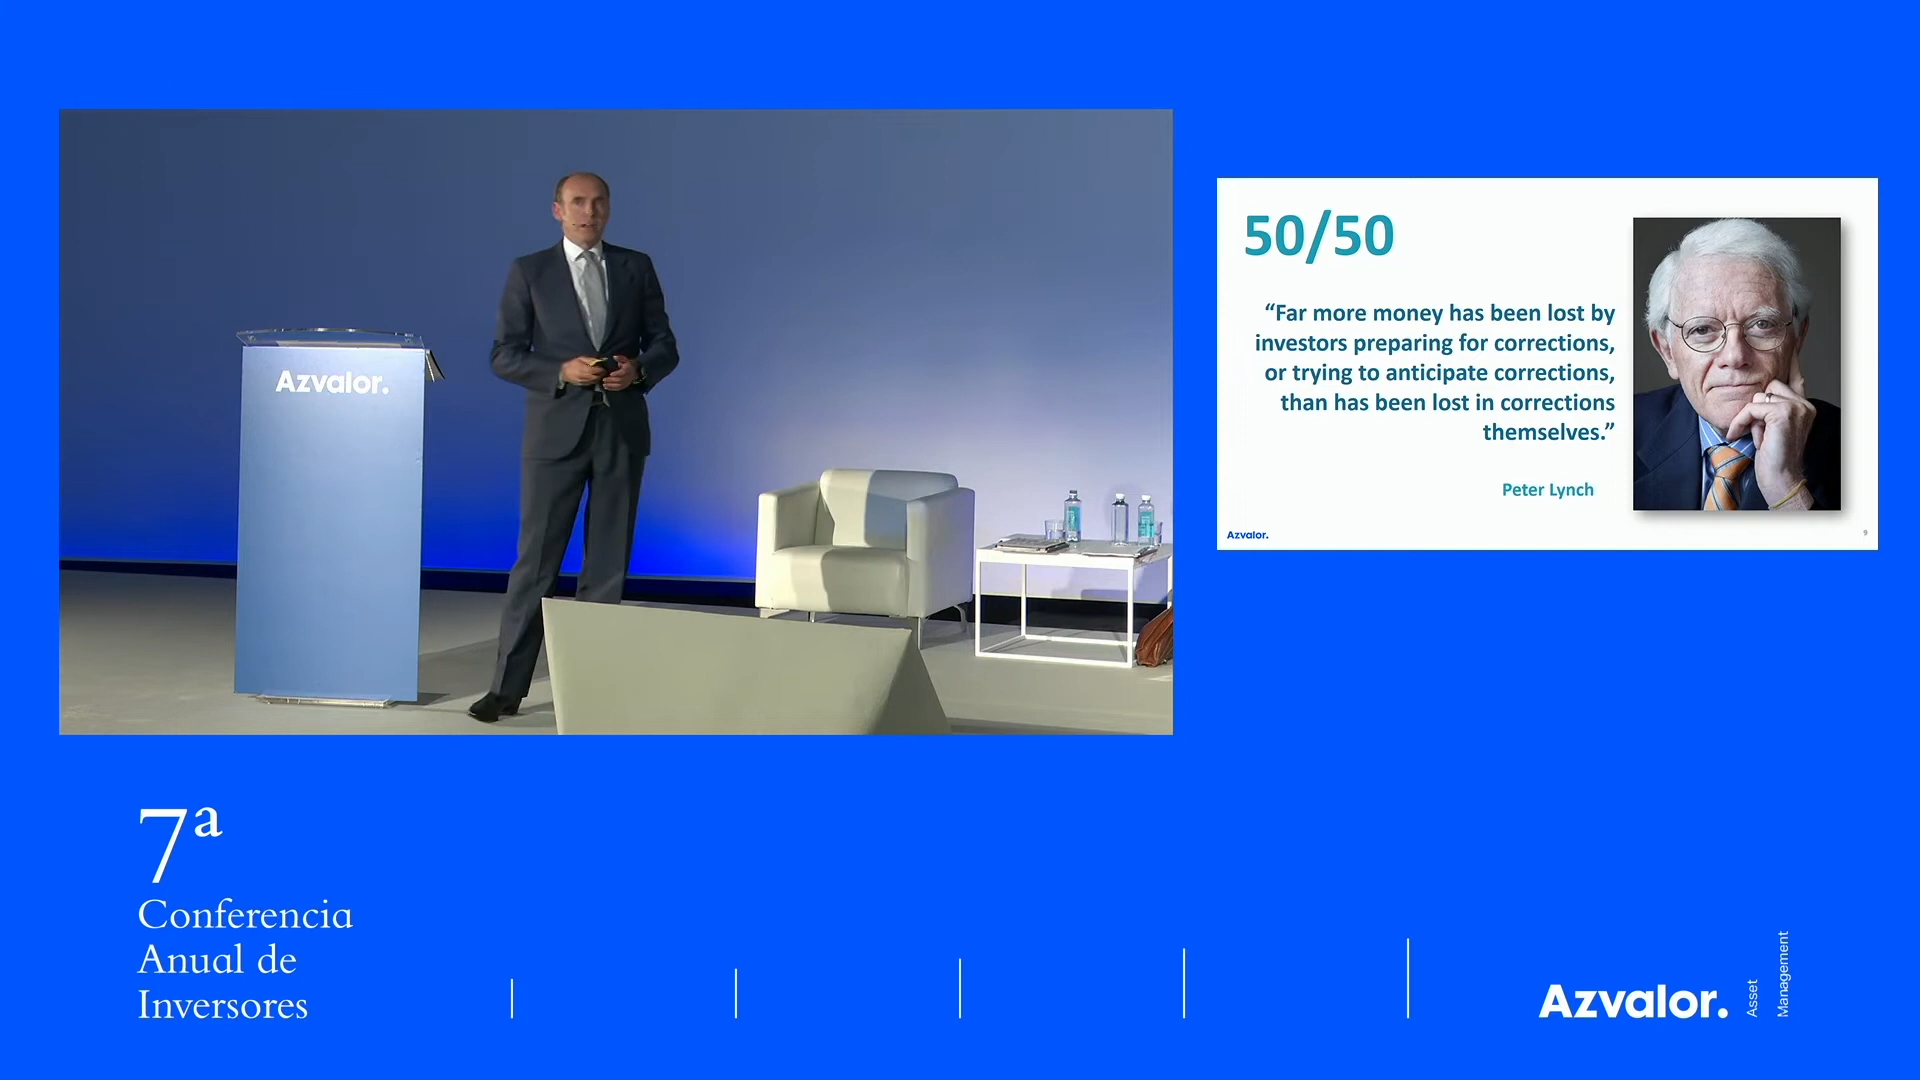 Azvalor.
50/50
“Far more money has been lost by
investors preparing for corrections,
or trying to anticipate corrections,
than has been lost in corrections
themselves.”
Peter Lynch
Azvalor.
9
7ª
Conferencia
Anual de
Inversores
Azvalor.
Asset
Management